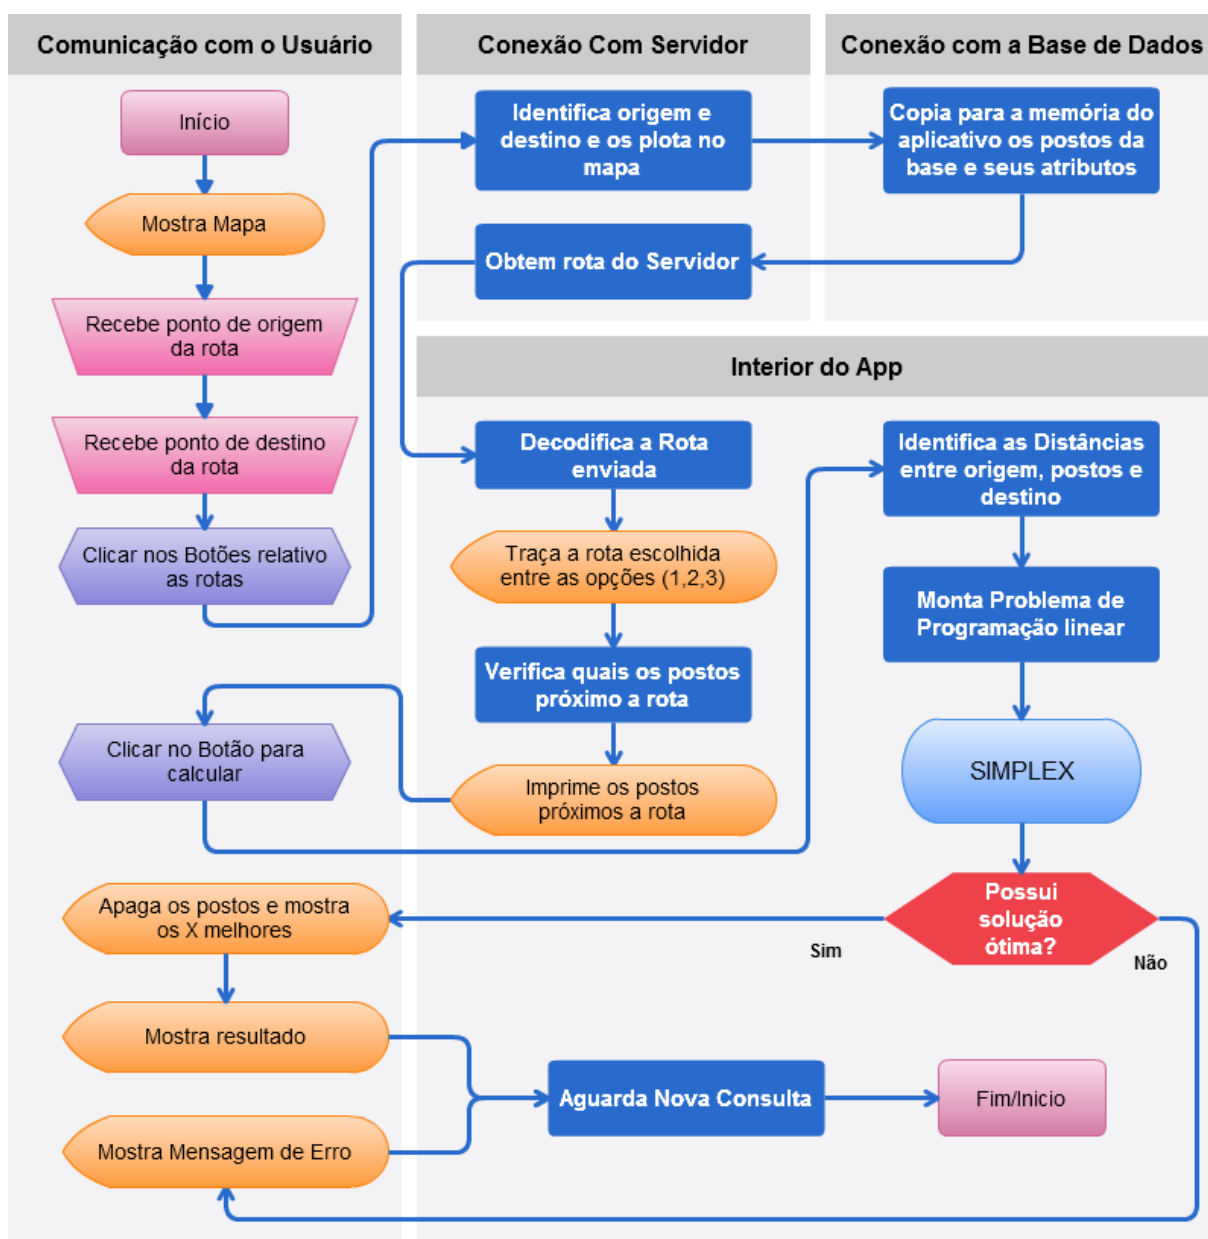 Comunicação com o Usuário
Conexão Com Servidor
Conexão com a Base de Dados
Início
Mostra Mapa
Recebe ponto de origem
da rota
Recebe ponto de destino
da rota
Clicar nos Botões relativo
as rotas
Identifica origem e
destino e os plota no
mapa
Copia para a memória do
aplicativo os postos da
base e seus atributos
Obtem rota do Servidor
Interior do App
Decodifica a Rota
enviada
Traça a rota escolhida
entre as opções (1,2,3)
Verifica quais os postos
próximo a rota
Imprime os postos
próximos a rota
Clicar no Botão para
calcular
Identifica as Distâncias
entre origem, postos e
destino
Monta Problema de
Programação linear
SIMPLEX
Possui
solução
ótima?
Sim
Não
Apaga os postos e mostra
os X melhores
Mostra resultado
Mostra Mensagem de Erro
Aguarda Nova Consulta
Fim/Inicio